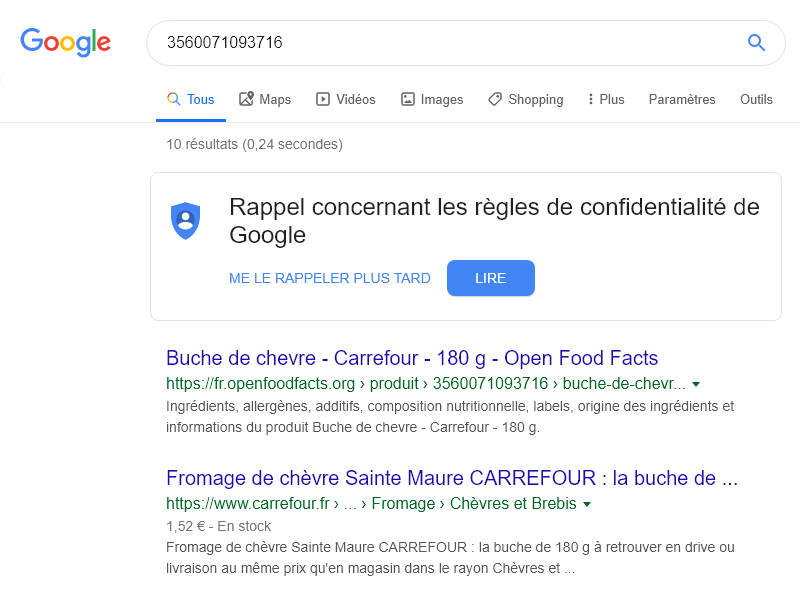 Google
3560071093716
Tous Maps Vidéos Images Shopping Plus Paramètres Outils
10 résultats (0,24 secondes)
Rappel concernant les règles de confidentialité de
Google
ME LE RAPPELER PLUS TARD LIRE
Buche de chevre - Carrefour - 180 g - Open Food Facts
https://fr.openfoodfacts.org › produit › 3560071093716 › buche-de-chevr...
Ingrédients, allergènes, additifs, composition nutritionnelle, labels, origine des ingrédients et
informations du produit Buche de chevre - Carrefour - 180 g.
Fromage de chèvre Sainte Maure CARREFOUR : la buche de ...
https://www.carrefour.fr › ... › Fromage › Chèvres et Brebis
1,52 € - En stock
Fromage de chèvre Sainte Maure CARREFOUR : la buche de 180 g à retrouver en drive ou
livraison au même prix qu'en magasin dans le rayon Chèvres et ...